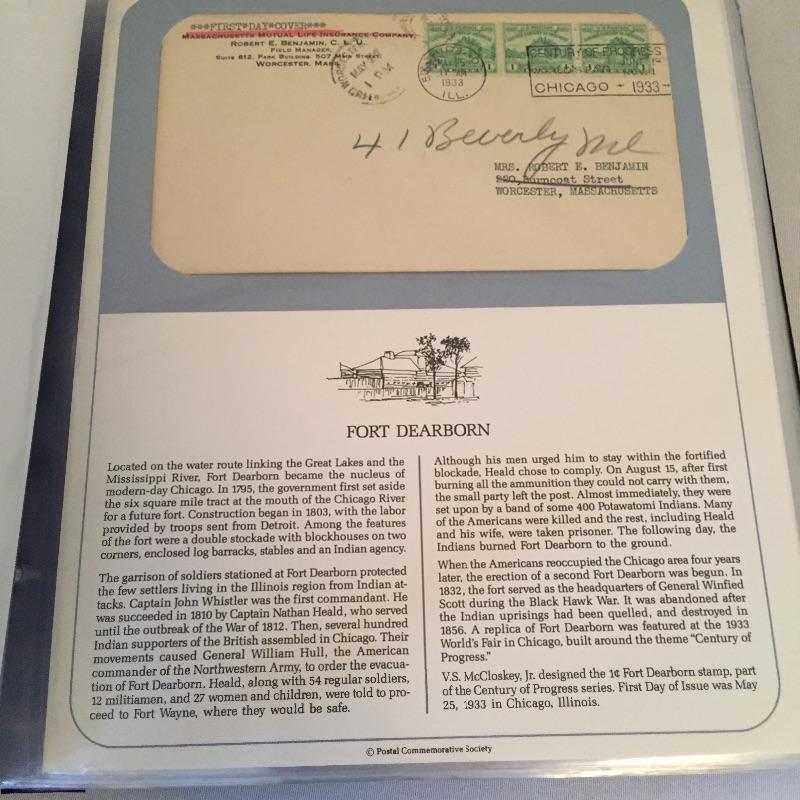 ***FIRST*DAY*COVER***
MASSACHUSETTS MUTUAL LIFE INSURANCE COMPANY
ROBERT E. BENJAMIN, C. L. U.
FIELD MANAGER,
SUITE 812, PARK BUILDING, 507 MAIN STREET
WORCESTER, MASS
MAY
1 PM
1933
ILL.
CENTURY OF PROGRESS
CHICAGO - 1933 -
41 Beverly Rd
MRS. ROBERT E. BENJAMIN
820, Burncoat Street
WORCESTER, MASSACHUSETTS
FORT DEARBORN
Located on the water route linking the Great Lakes and the
Mississippi River, Fort Dearborn became the nucleus of
modern-day Chicago. In 1795, the government first set aside
the six square mile tract at the mouth of the Chicago River
for a future fort. Construction began in 1803, with the labor
provided by troops sent from Detroit. Among the features
of the fort were a double stockade with blockhouses on two
corners, enclosed log barracks, stables and an Indian agency.
The garrison of soldiers stationed at Fort Dearborn protected
the few settlers living in the Illinois region from Indian at-
tacks. Captain John Whistler was the first commandant. He
was succeeded in 1810 by Captain Nathan Heald, who served
until the outbreak of the War of 1812. Then, several hundred
Indian supporters of the British assembled in Chicago. Their
movements caused General William Hull, the American
commander of the Northwestern Army, to order the evacua-
tion of Fort Dearborn. Heald, along with 54 regular soldiers,
12 militiamen, and 27 women and children, were told to pro-
ceed to Fort Wayne, where they would be safe.
Although his men urged him to stay within the fortified
blockade, Heald chose to comply. On August 15, after first
burning all the ammunition they could not carry with them,
the small party left the post. Almost immediately, they were
set upon by a band of some 400 Potawatomi Indians. Many
of the Americans were killed and the rest, including Heald
and his wife, were taken prisoner. The following day, the
Indians burned Fort Dearborn to the ground.
When the Americans reoccupied the Chicago area four years
later, the erection of a second Fort Dearborn was begun. In
1832, the fort served as the headquarters of General Winfied
Scott during the Black Hawk War. It was abandoned after
the Indian uprisings had been quelled, and destroyed in
1856. A replica of Fort Dearborn was featured at the 1933
World's Fair in Chicago, built around the theme "Century of
Progress."
V.S. McCloskey, Jr. designed the 1¢ Fort Dearborn stamp, part
of the Century of Progress series. First Day of Issue was May
25, 1933 in Chicago, Illinois.
© Postal Commemorative Society